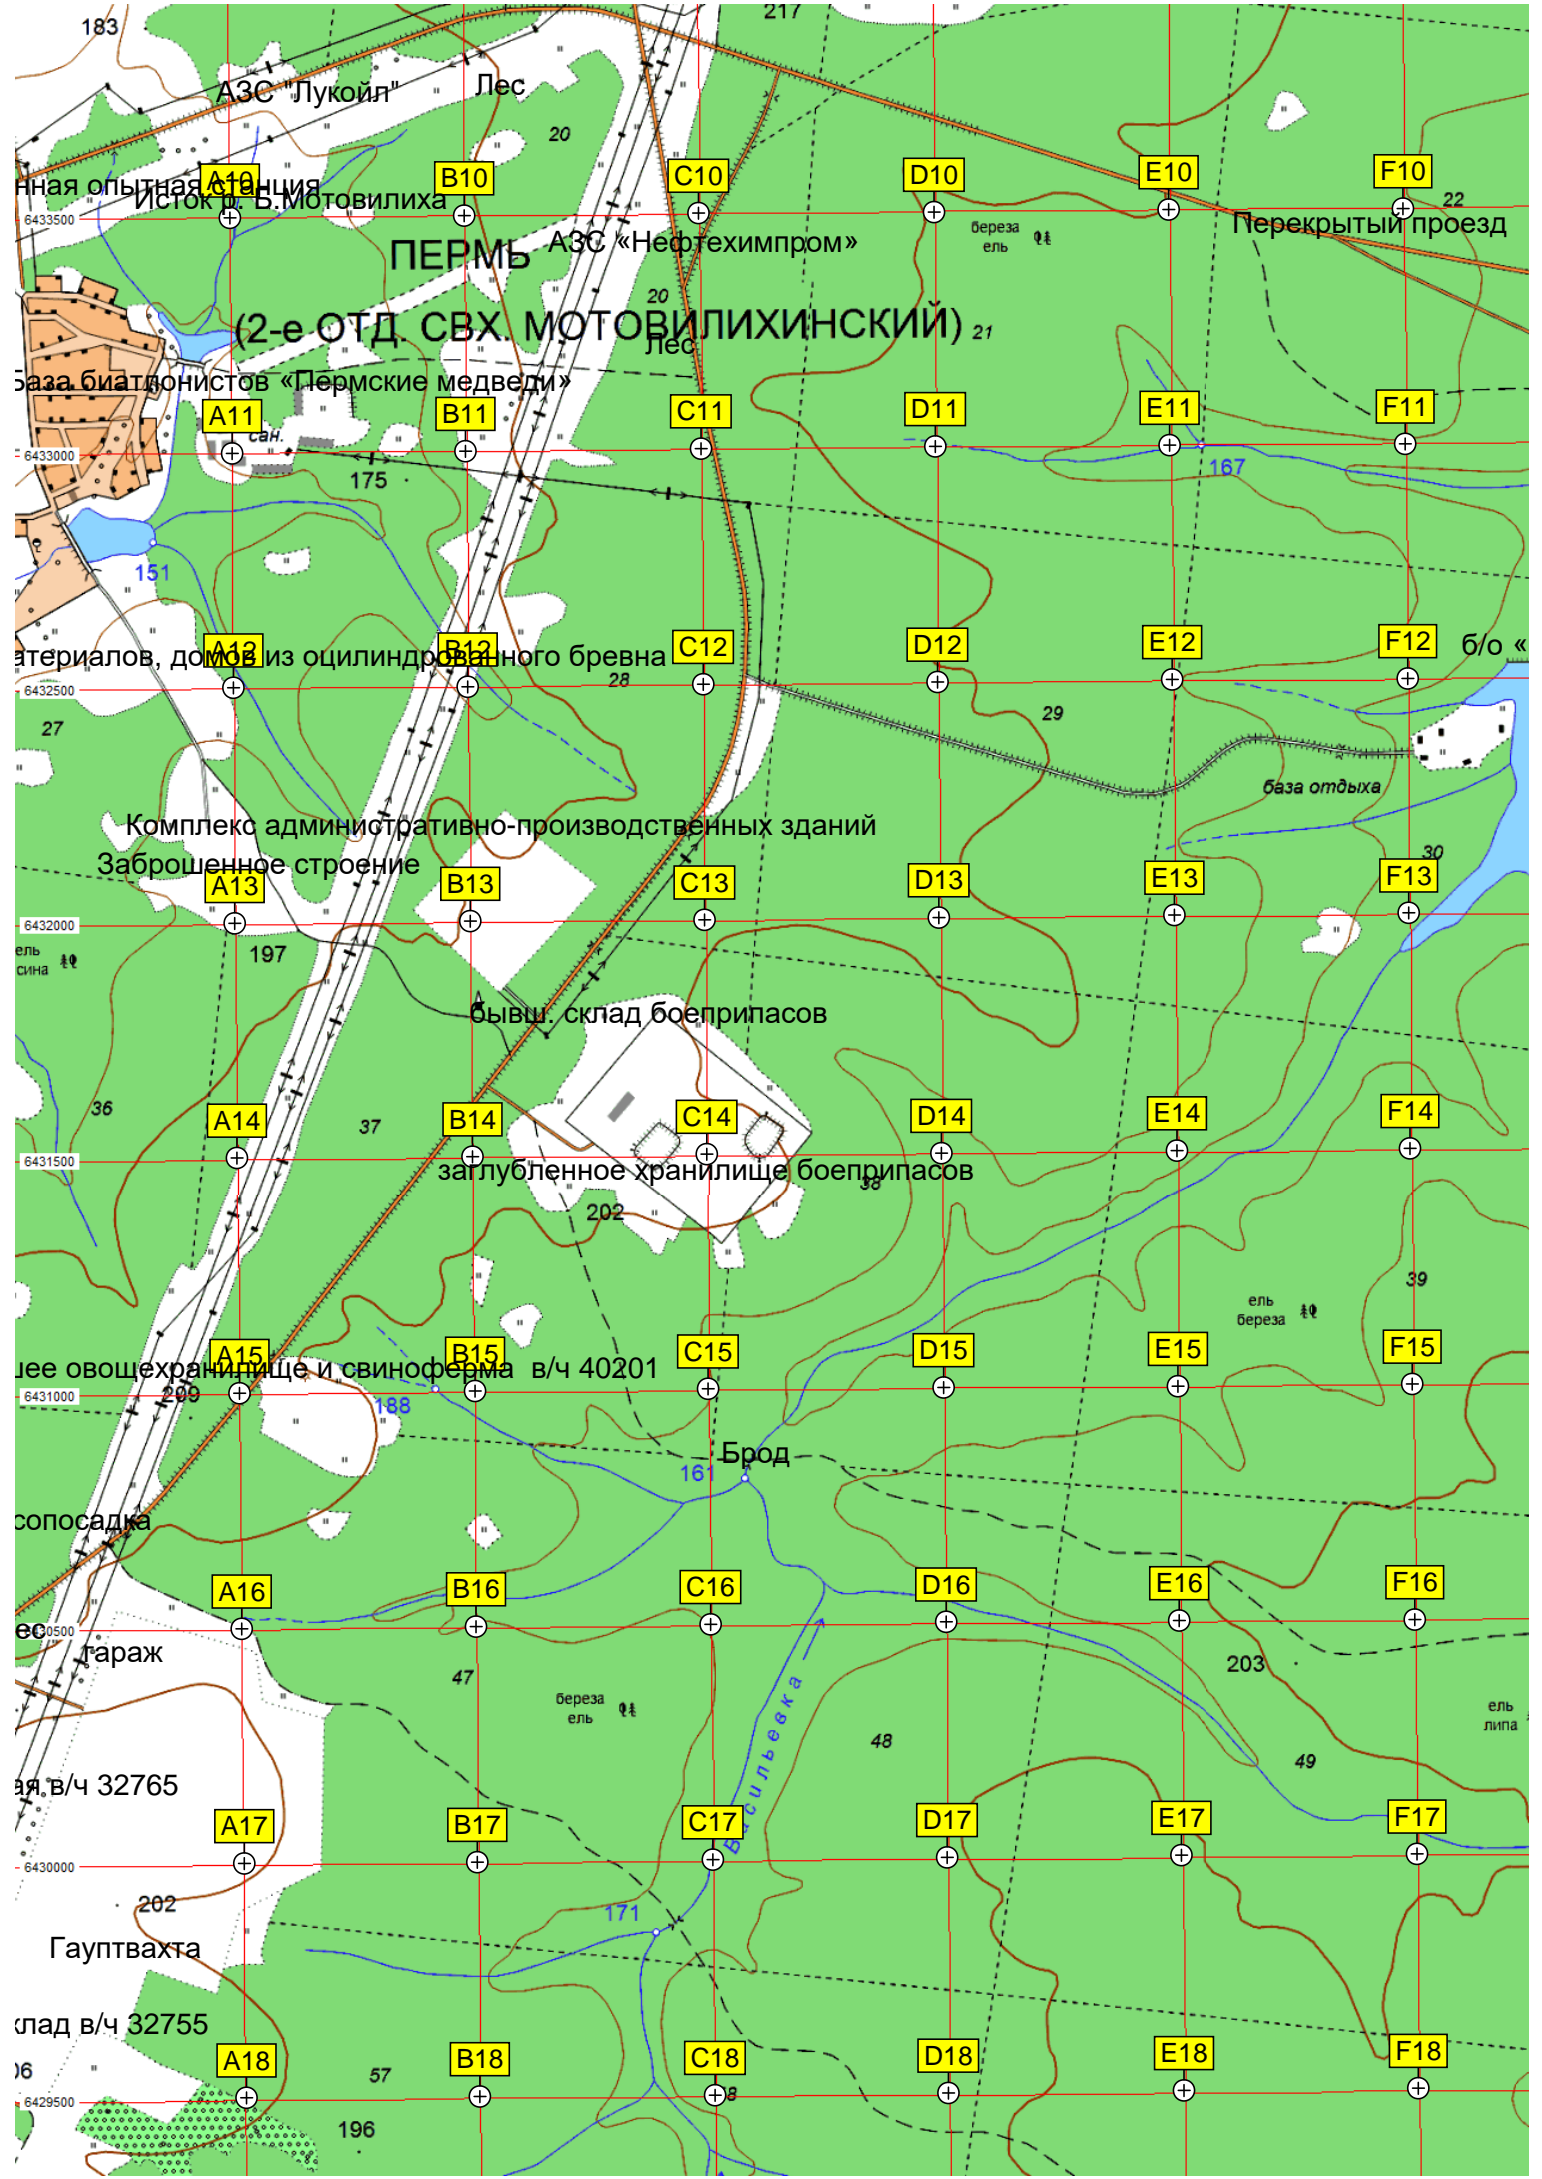 183
217
АЗС "Лукойл"
Лес
20
A10
B10
C10
D10
E10
F10
нная опытная станция
Исток р. Б.Мотовилиха
22
6433500
береза
ель
Перекрытый проезд
ПЕРМЬ
АЗС «Нефтехимпром»
20
(2-е ОТД. СВХ. МОТОВИЛИХИНСКИЙ)
21
Лес
База биатлонистов «Пермские медведи»
A11
B11
C11
D11
E11
F11
сан.
6433000
175
167
151
A12
B12
C12
D12
E12
F12
б/о «
атериалов, домов из оцилиндрованного бревна
28
6432500
27
29
база отдыха
Комплекс административно-производственных зданий
Заброшенное строение
30
A13
B13
C13
D13
E13
F13
6432000
197
ель
сина
бывш. склад боеприпасов
36
37
A14
B14
C14
D14
E14
F14
6431500
заглубленное хранилище боеприпасов
38
202
39
ель
береза
A15
B15
C15
D15
E15
F15
шее овощехранилище и свиноферма в/ч 40201
6431000
209
188
Брод
161
сопосадка
A16
B16
C16
D16
E16
F16
ес
6430500
гараж
203
47
береза
ель
ель
липа
48
49
Васильевка
ая в/ч 32765
A17
B17
C17
D17
E17
F17
6430000
202
171
Гауптвахта
клад в/ч 32755
A18
B18
C18
D18
E18
F18
06
57
8
6429500
196